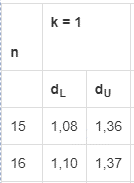 k = 1
n
dL dU
15 1,08 1,36
16 1,10 1,37